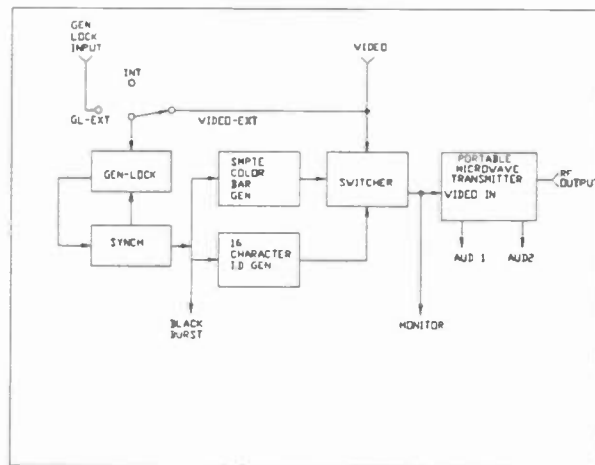 GEN
LOCK
INPUT
VIDEO
INT
GL-EXT
VIDEO-EXT
GEN-LOCK
SMPTE
COLOR
BAR
GEN
SWITCHER
PORTABLE
MICROWAVE
TRANSMITTER
VIDEO IN
RF
OUTPUT
SYNCH
16
CHARACTER
I.D GEN
AUD 1
AUD2
BLACK
BURST
MONITOR